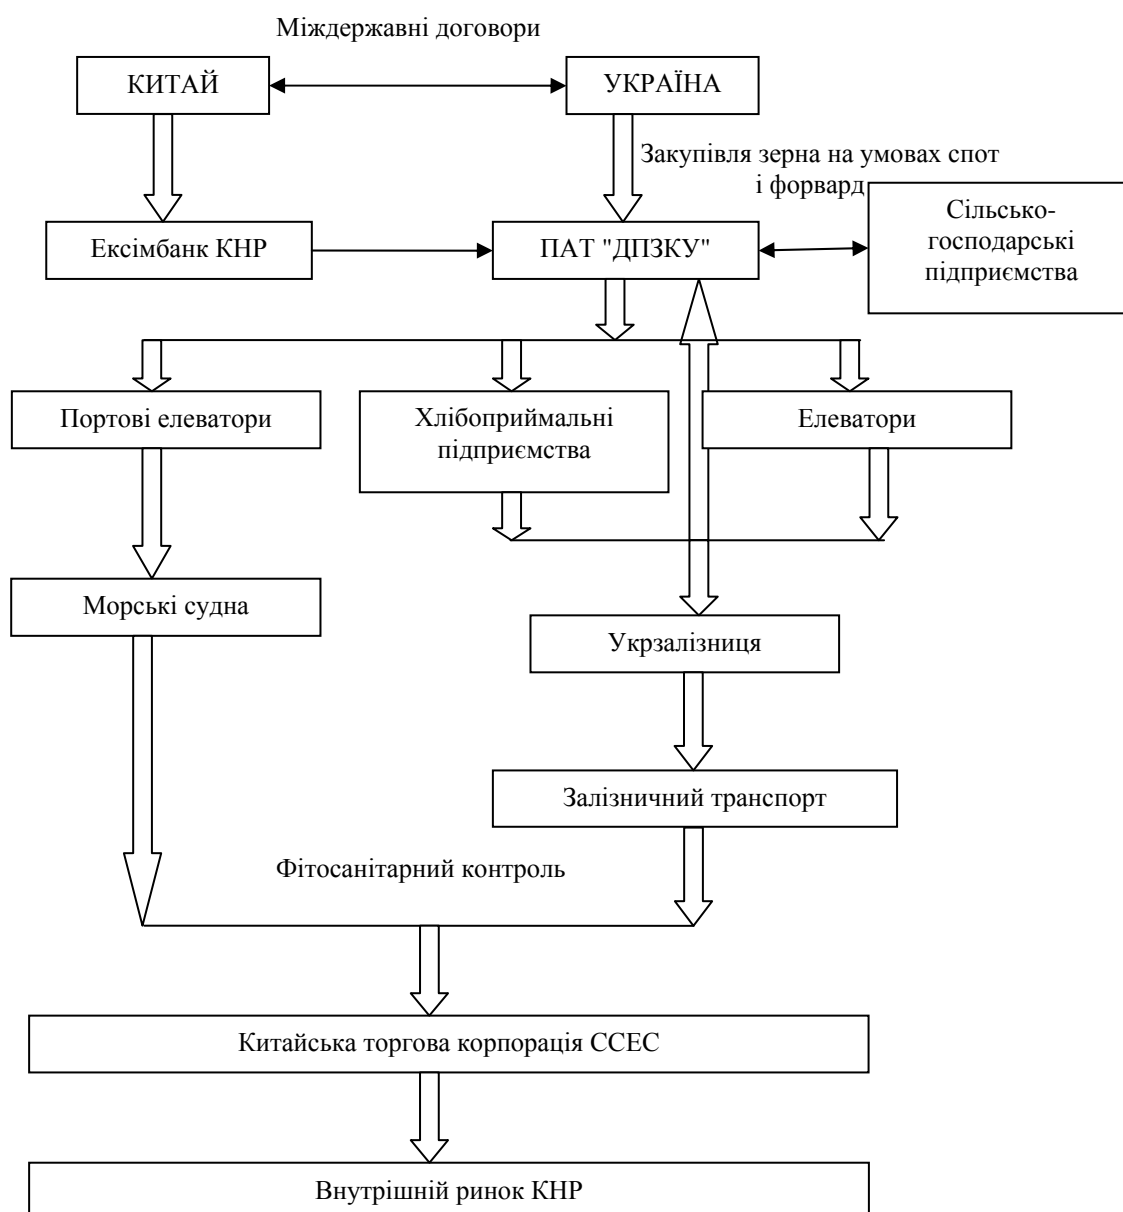 Міждержавні договори
КИТАЙ
УКРАЇНА
Закупівля зерна на умовах спот
і форвард
Сільсько-
господарські
підприємства
Ексімбанк КНР
ПАТ "ДПЗКУ"
Портові елеватори
Хлібоприймальні
підприємства
Елеватори
Морські судна
Укрзалізниця
Залізничний транспорт
Фітосанітарний контроль
Китайська торгова корпорація ССЕС
Внутрішній ринок КНР